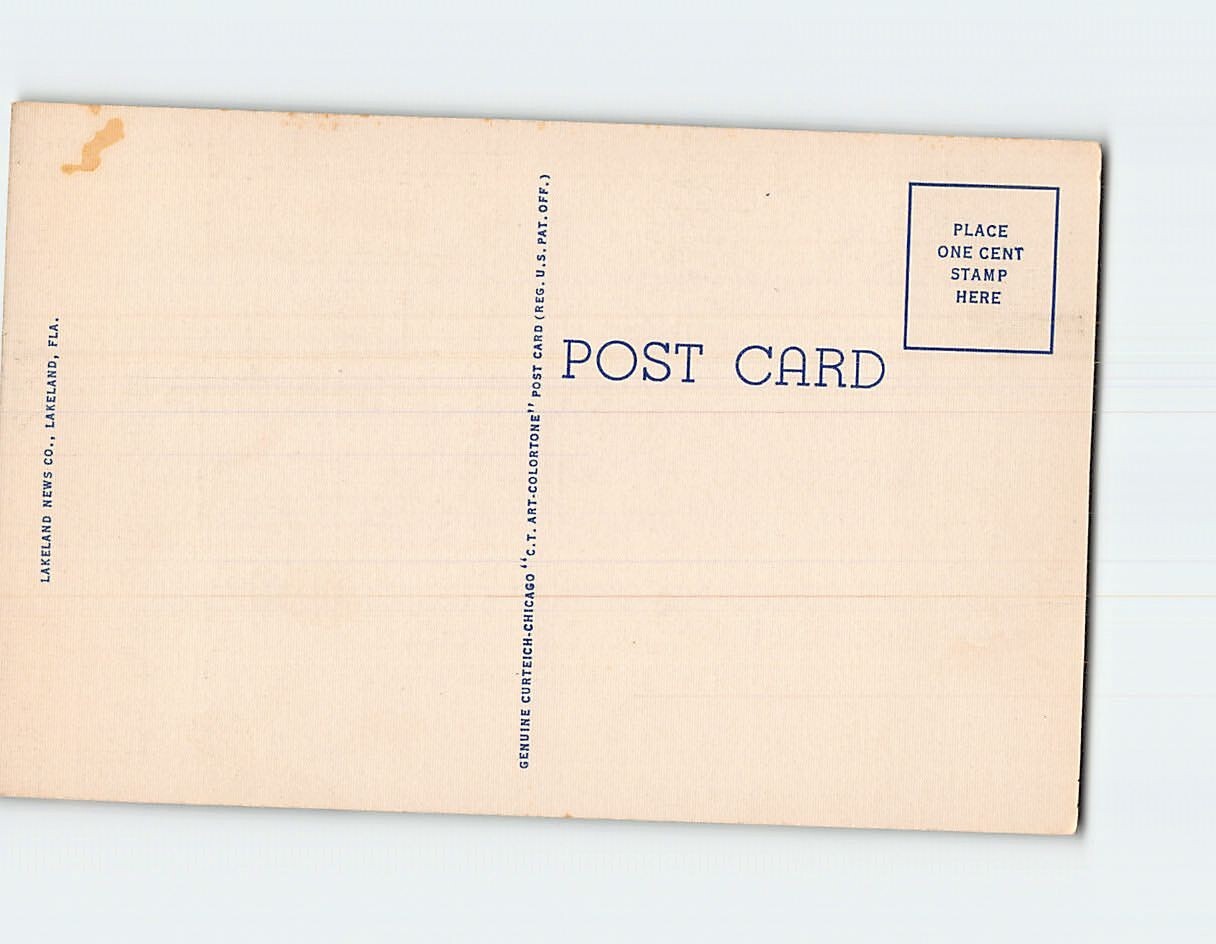 LAKELAND NEWS CO., LAKELAND, FLA.
GENUINE CURTEICH-CHICAGO "C.T. ART-COLORTONE" POST CARD (REG. U.S. PAT. OFF.)
POST CARD
PLACE
ONE CENT
STAMP
HERE